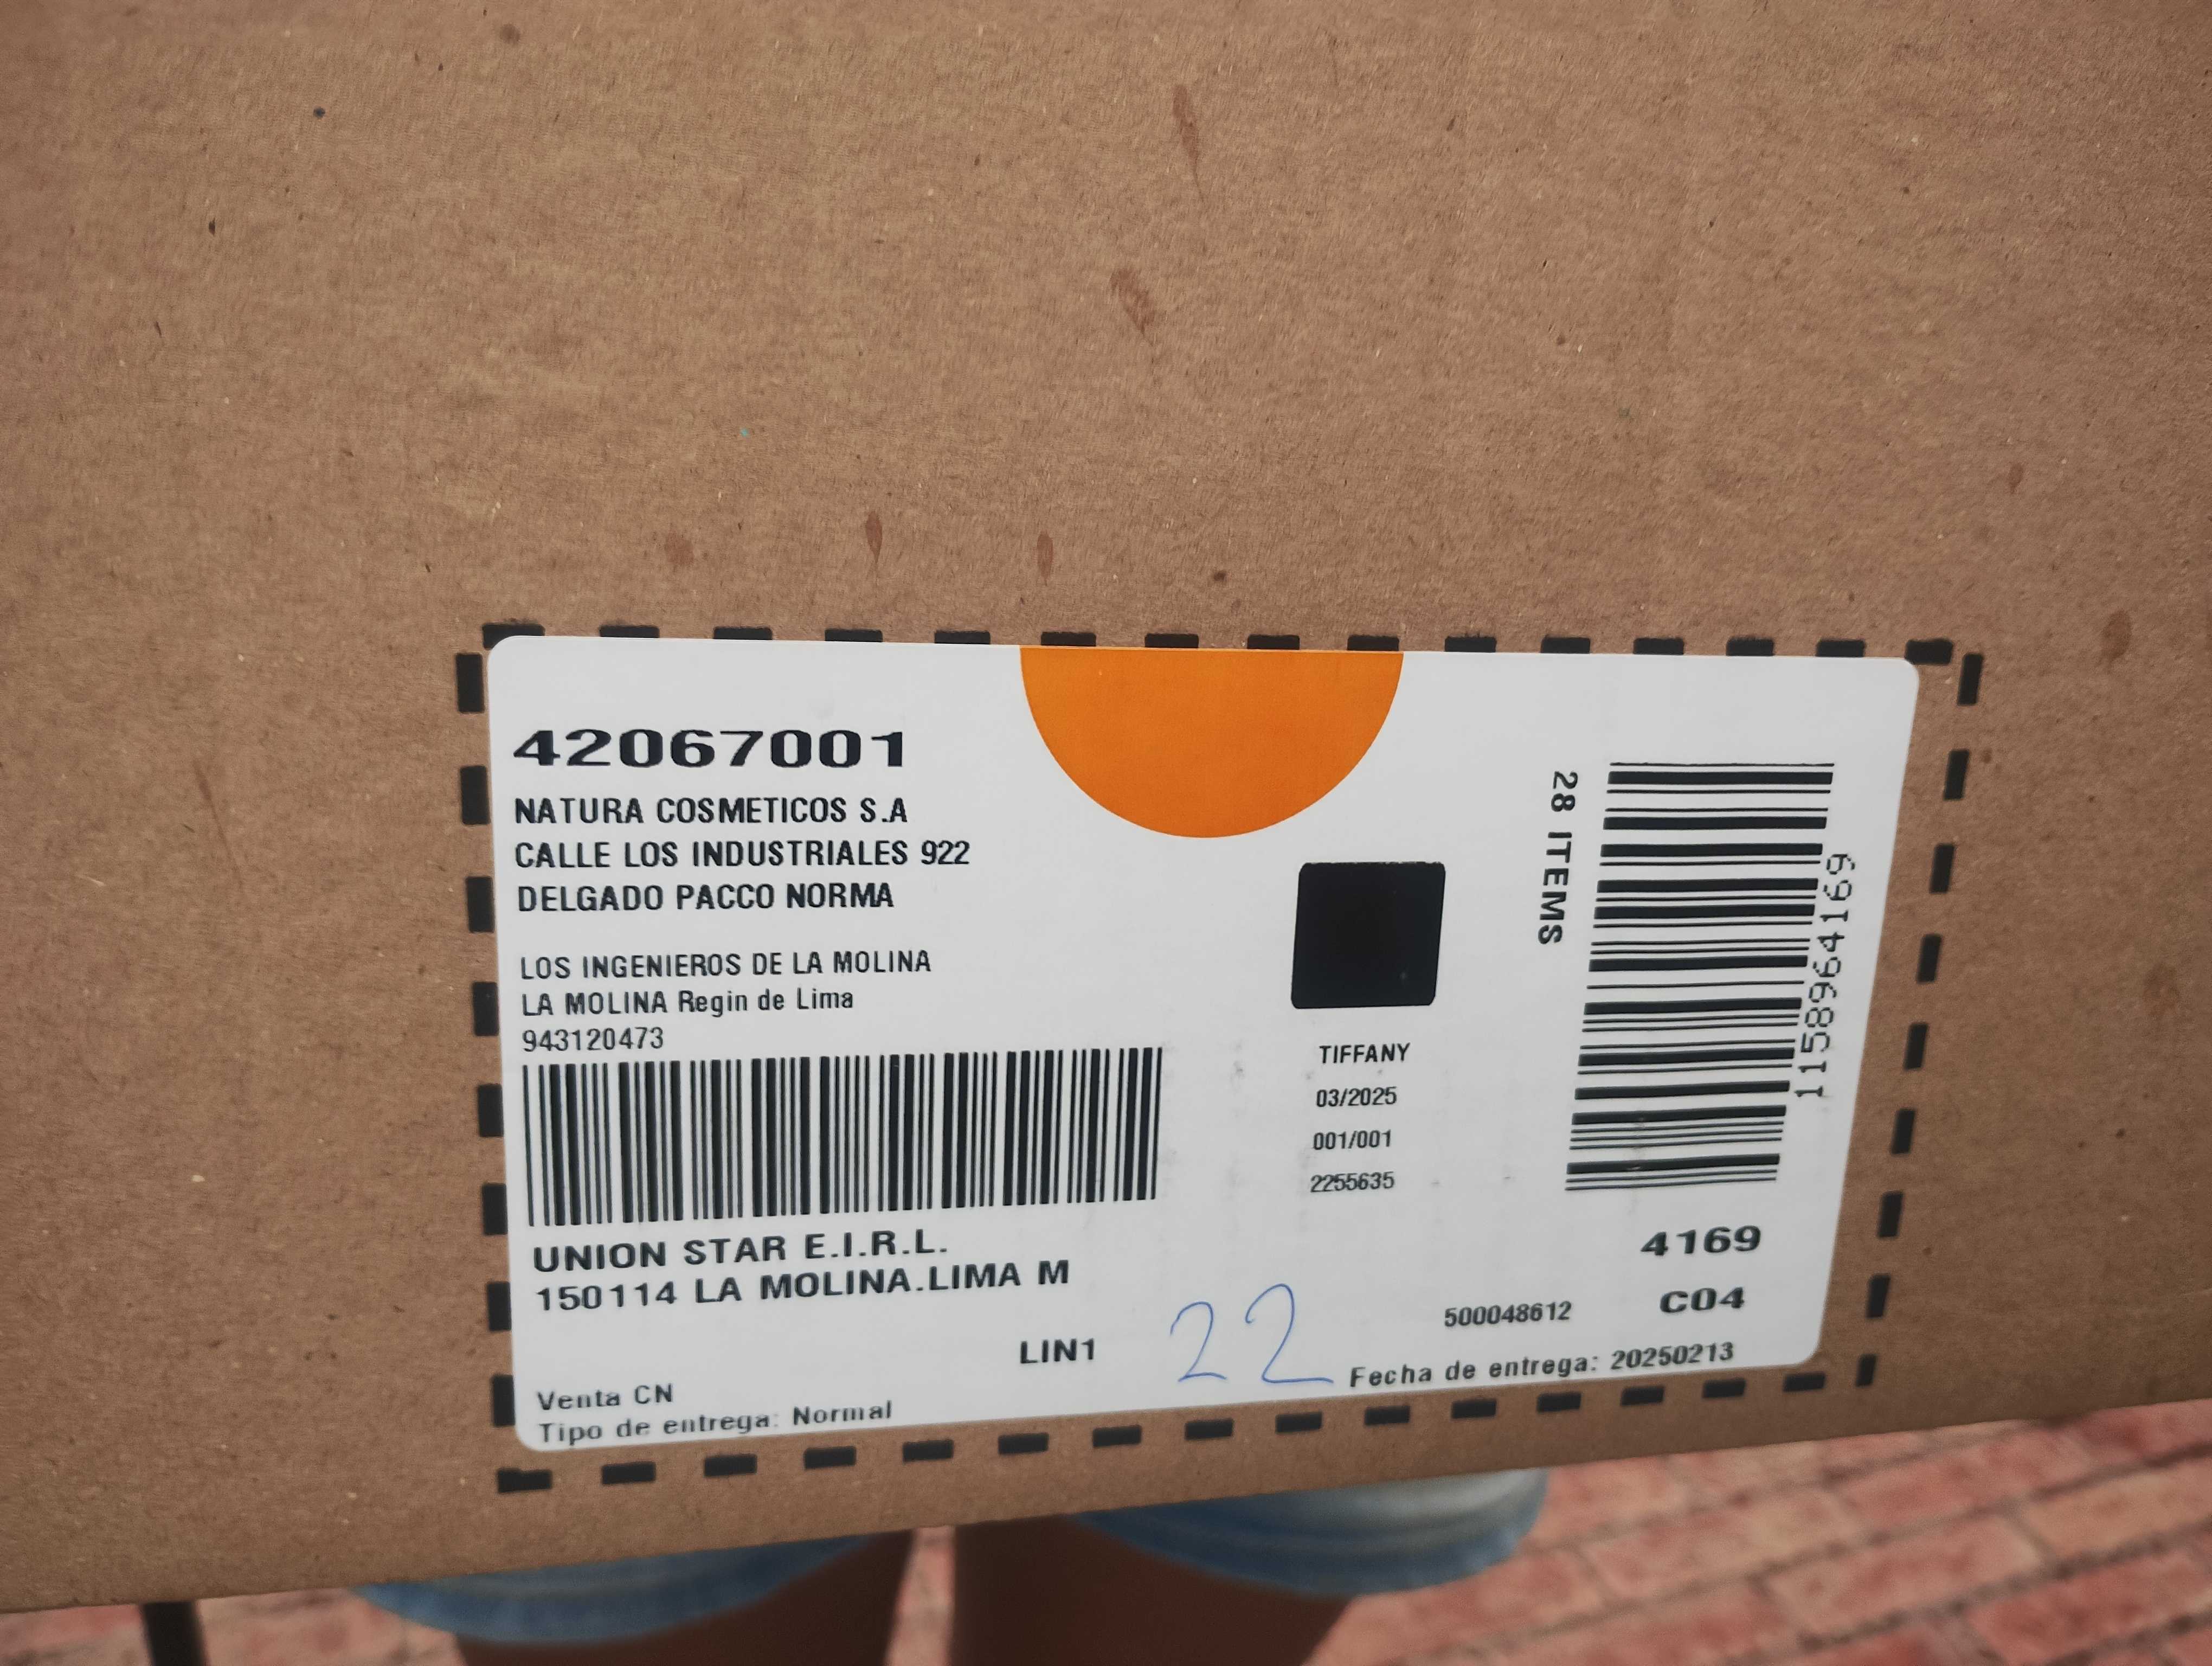 42067001
NATURA COSMETICOS S.A
CALLE LOS INDUSTRIALES 922
DELGADO PACCO NORMA
LOS INGENIEROS DE LA MOLINA
LA MOLINA Regin de Lima
943120473
UNION STAR E.I.R.L.
150114 LA MOLINA.LIMA M
LIN1
Venta CN
Tipo de entrega: Normal
22
TIFFANY
03/2025
001/001
2255635
28 ITEMS
1158964169
4169
C04
500048612
Fecha de entrega: 20250213